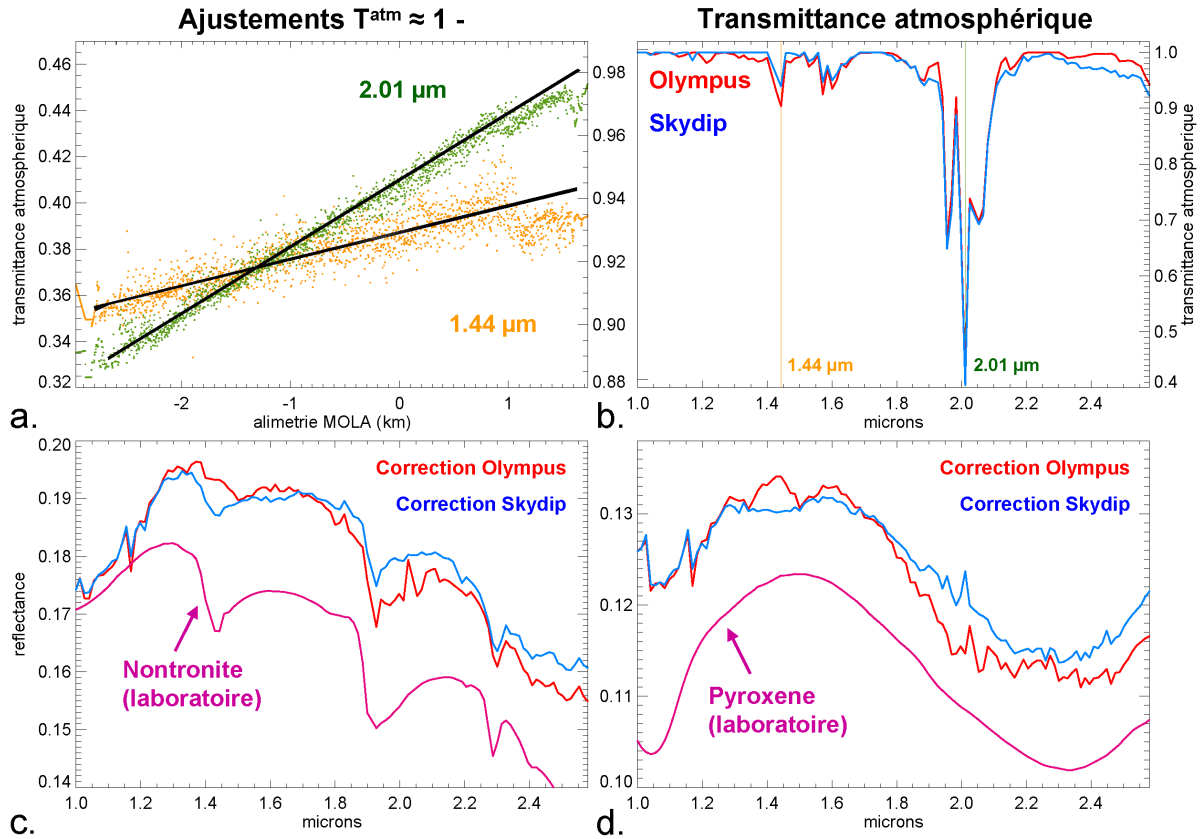 Ajustements Tatm ≈ 1 -
Transmittance atmosphérique
transmittance atmospherique
0.46
0.44
0.42
0.40
0.38
0.36
0.34
0.32
2.01 µm
1.44 µm
0.98
0.96
0.94
0.92
0.90
0.88
-2
-1
0
1
alimetrie MOLA (km)
a.
Olympus
Skydip
1.44 µm
2.01 µm
1.0
0.9
0.8
0.7
0.6
0.5
0.4
transmittance atmospherique
1.0 1.2 1.4 1.6 1.8 2.0 2.2 2.4
microns
b.
reflectance
0.20
0.19
0.18
0.17
0.16
0.15
0.14
Correction Olympus
Correction Skydip
Nontronite
(laboratoire)
1.0 1.2 1.4 1.6 1.8 2.0 2.2 2.4
microns
c.
0.13
0.12
0.11
0.10
Correction Olympus
Correction Skydip
Pyroxene
(laboratoire)
1.0 1.2 1.4 1.6 1.8 2.0 2.2 2.4
microns
d.